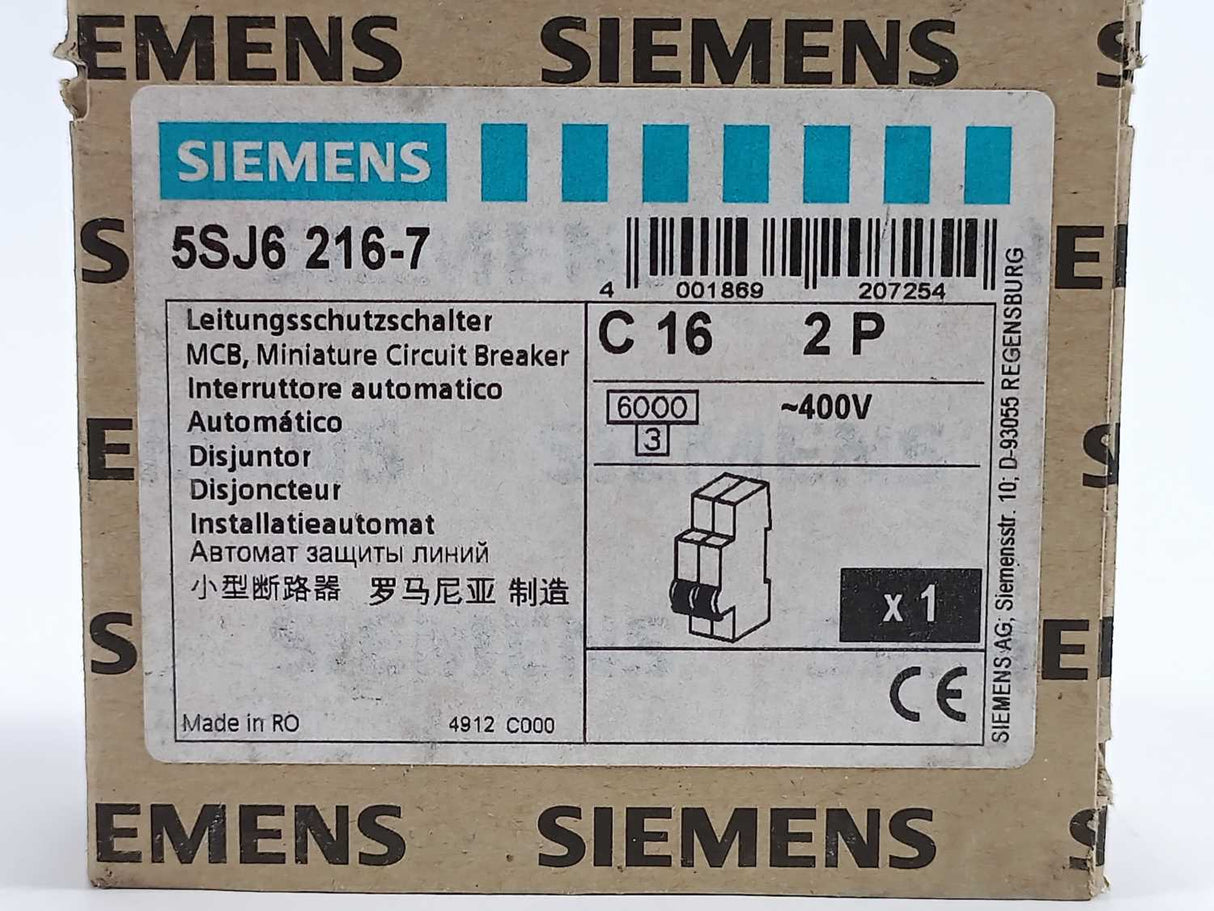 EMENS SIEMENS S
SIEMENS
5SJ6 216-7
4 001869 207254
S E
Leitungsschutzschalter
MCB, Miniature Circuit Breaker
Interruttore automatico
Automático
Disjuntor
Disjoncteur
Installatieautomat
Автомат защиты линий
小型断路器 罗马尼亚 制造
Made in RO 4912 C000
C 16 2 P
6000 ~400V
3
x 1
CE
SIEMENS AG; Siemensstr. 10; D-93055 REGENSBURG
E S
S E
EMENS SIEMENS S